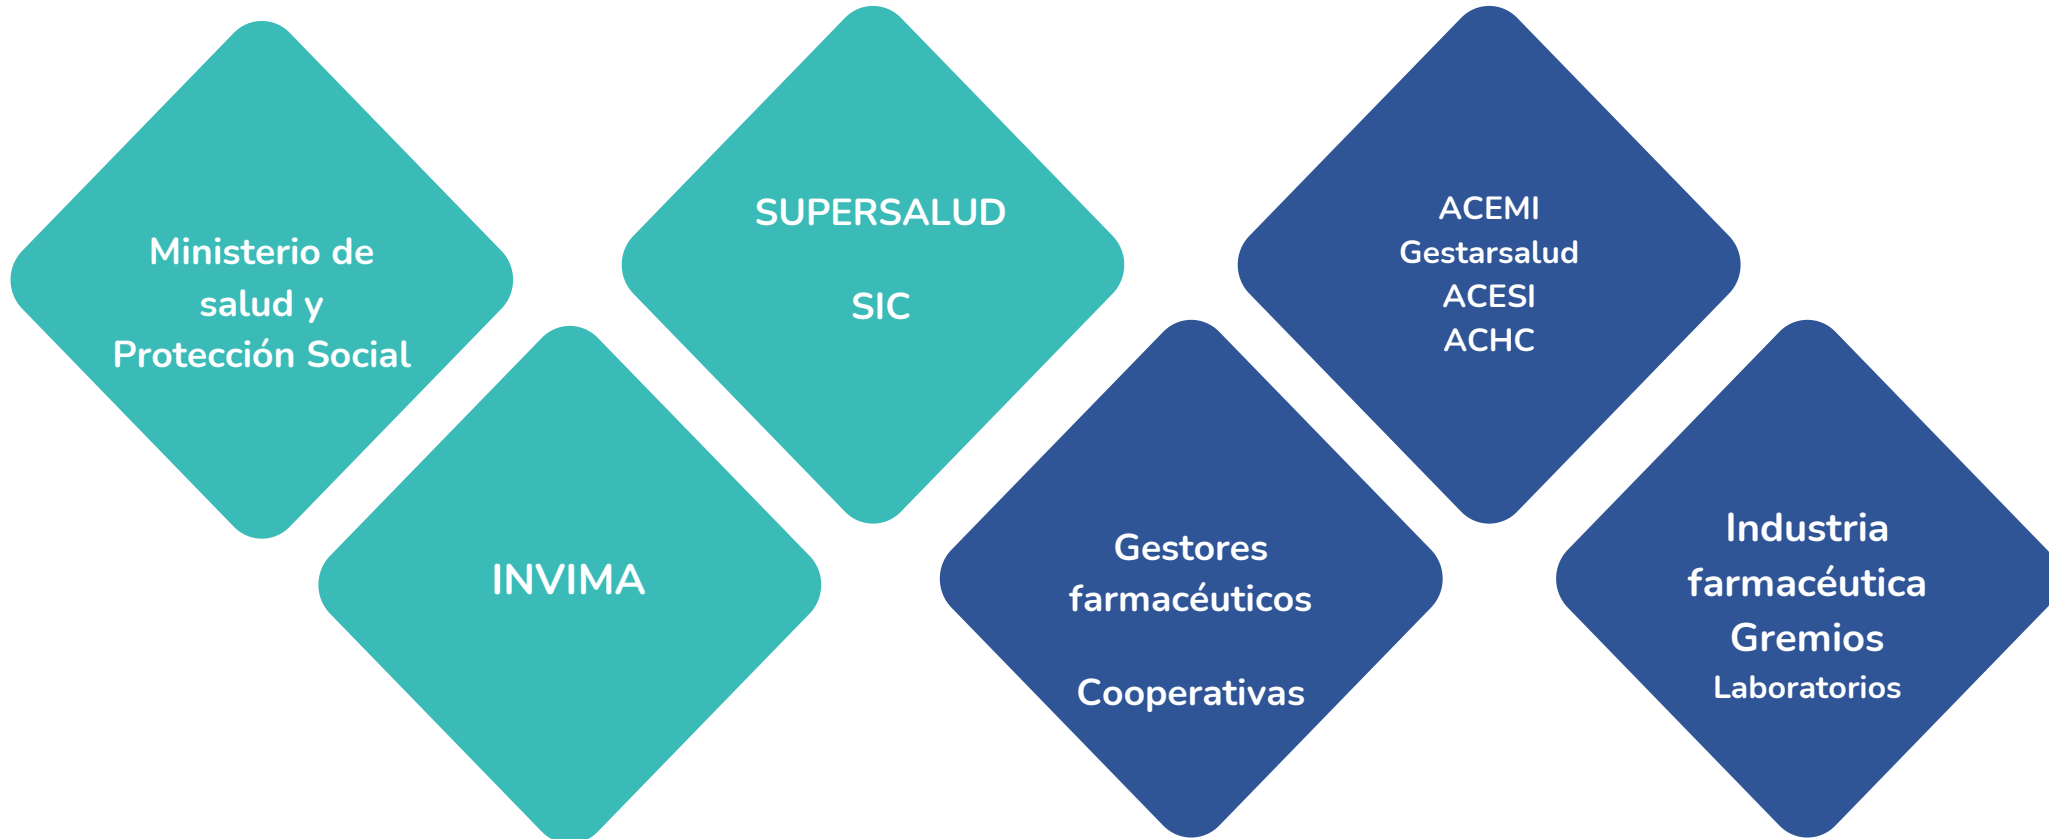 Ministerio de
salud y
Protección Social
INVIMA
SUPERSALUD
SIC
Gestores
farmacéuticos
Cooperativas
ACEMI
Gestarsalud
ACESI
ACHC
Industria
farmacéutica
Gremios
Laboratorios